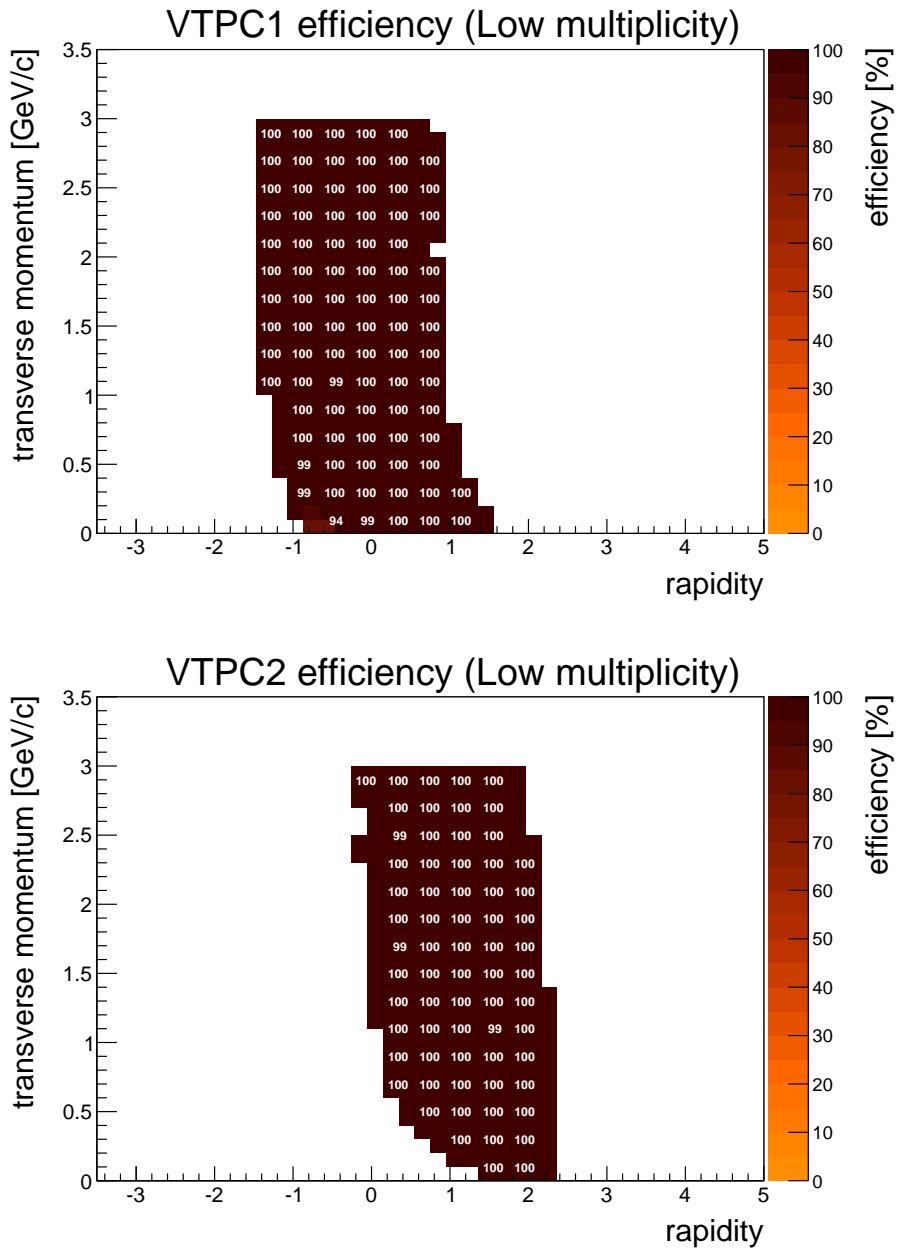 VTPC1 efficiency (Low multiplicity)
transverse momentum [GeV/c]
efficiency [%]
3.5
3
2.5
2
1.5
1
0.5
0
100 100 100 100 100
100 100 100 100 100 100
100 100 100 100 100 100
100 100 100 100 100 100
100 100 100 100 100
100 100 100 100 100 100
100 100 100 100 100 100
100 100 100 100 100 100
100 100 100 100 100 100
100 100 99 100 100 100
100 100 100 100 100
100 100 100 100 100
99 100 100 100 100
99 100 100 100 100 100
94 99 100 100 100
100
90
80
70
60
50
40
30
20
10
0
-3 -2 -1 0 1 2 3 4 5
rapidity
VTPC2 efficiency (Low multiplicity)
transverse momentum [GeV/c]
efficiency [%]
3.5
3
2.5
2
1.5
1
0.5
0
100 100 100 100 100
100 100 100 100
99 100 100 100
100 100 100 100 100
100 100 100 100 100
100 100 100 100 100
99 100 100 100 100
100 100 100 100 100
100 100 100 100 100
100 100 100 99 100
100 100 100 100 100
100 100 100 100 100
100 100 100 100
100 100 100
100 100
100
90
80
70
60
50
40
30
20
10
0
-3 -2 -1 0 1 2 3 4 5
rapidity